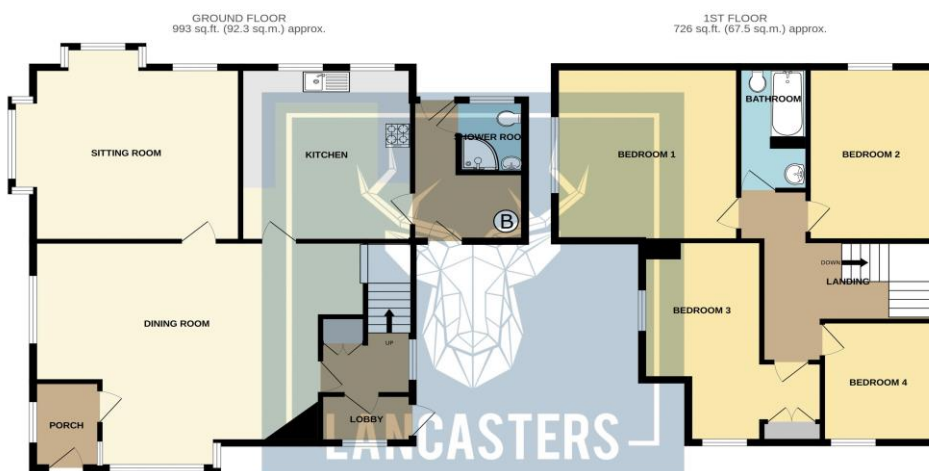 GROUND FLOOR
993 sq.ft. (92.3 sq.m.) approx.
1ST FLOOR
726 sq.ft. (67.5 sq.m.) approx.
SITTING ROOM
KITCHEN
SHOWER ROOM
B
DINING ROOM
UP
PORCH
LOBBY
BEDROOM 1
BATHROOM
BEDROOM 2
DOWN
LANDING
BEDROOM 3
BEDROOM 4
LANCASTERS